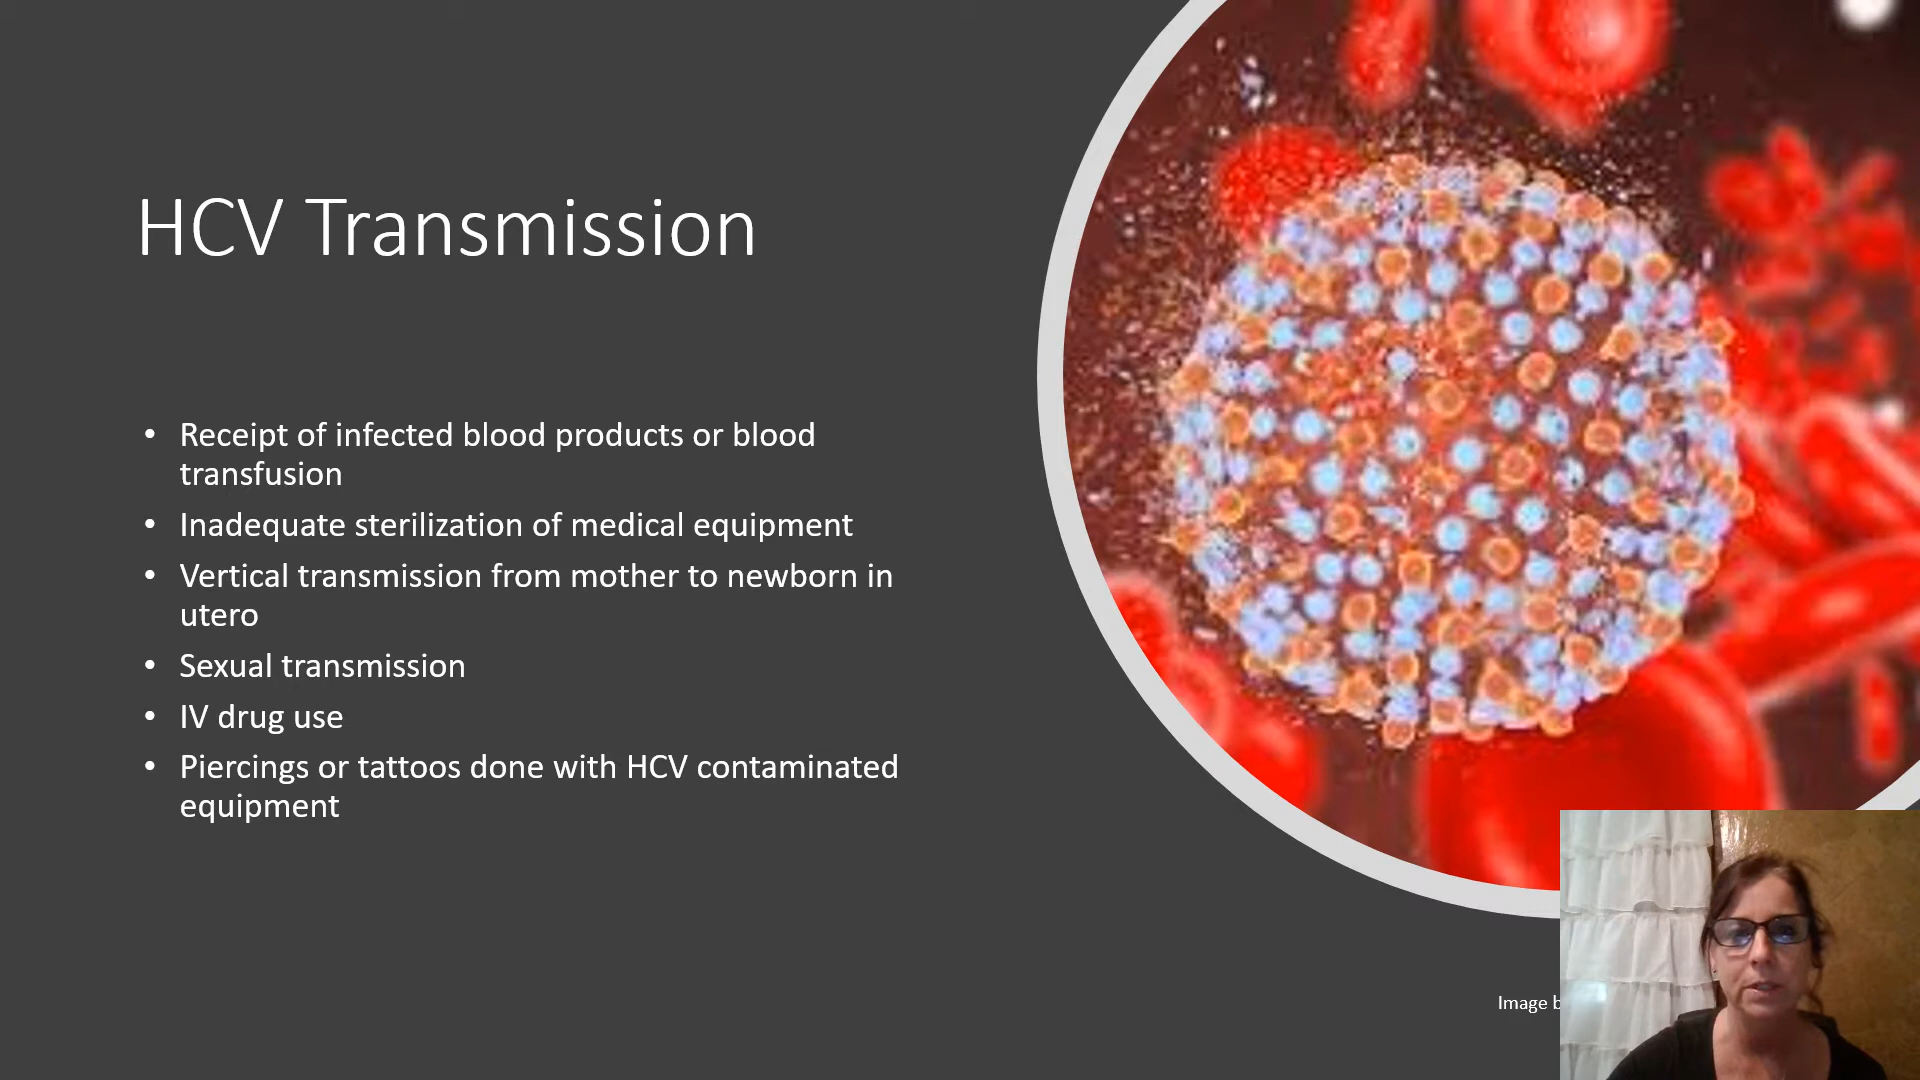 HCV Transmission
• Receipt of infected blood products or blood
transfusion
• Inadequate sterilization of medical equipment
• Vertical transmission from mother to newborn in
utero
• Sexual transmission
• IV drug use
• Piercings or tattoos done with HCV contaminated
equipment
Image